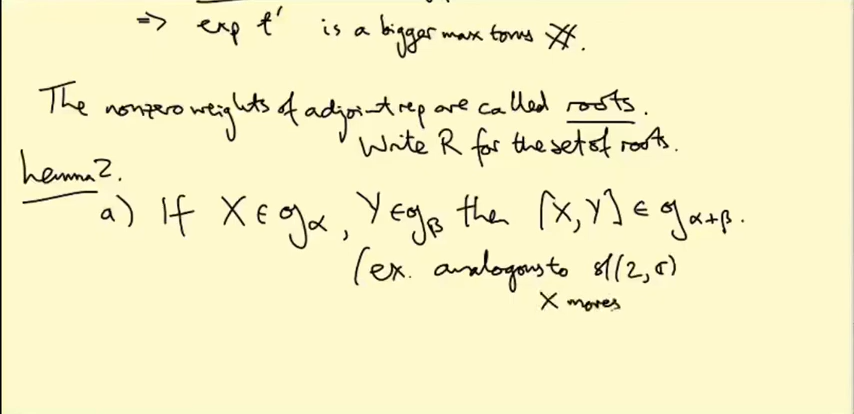 => exp t' is a bigger max torus ※.
The nonzero weights of adjoint rep are called roots.
Write R for the set of roots.
Lemma 2.
a) If X ∈ g_α, Y ∈ g_β then [X,Y] ∈ g_{α+β}.
(ex. analogous to sl(2,C)
X moves